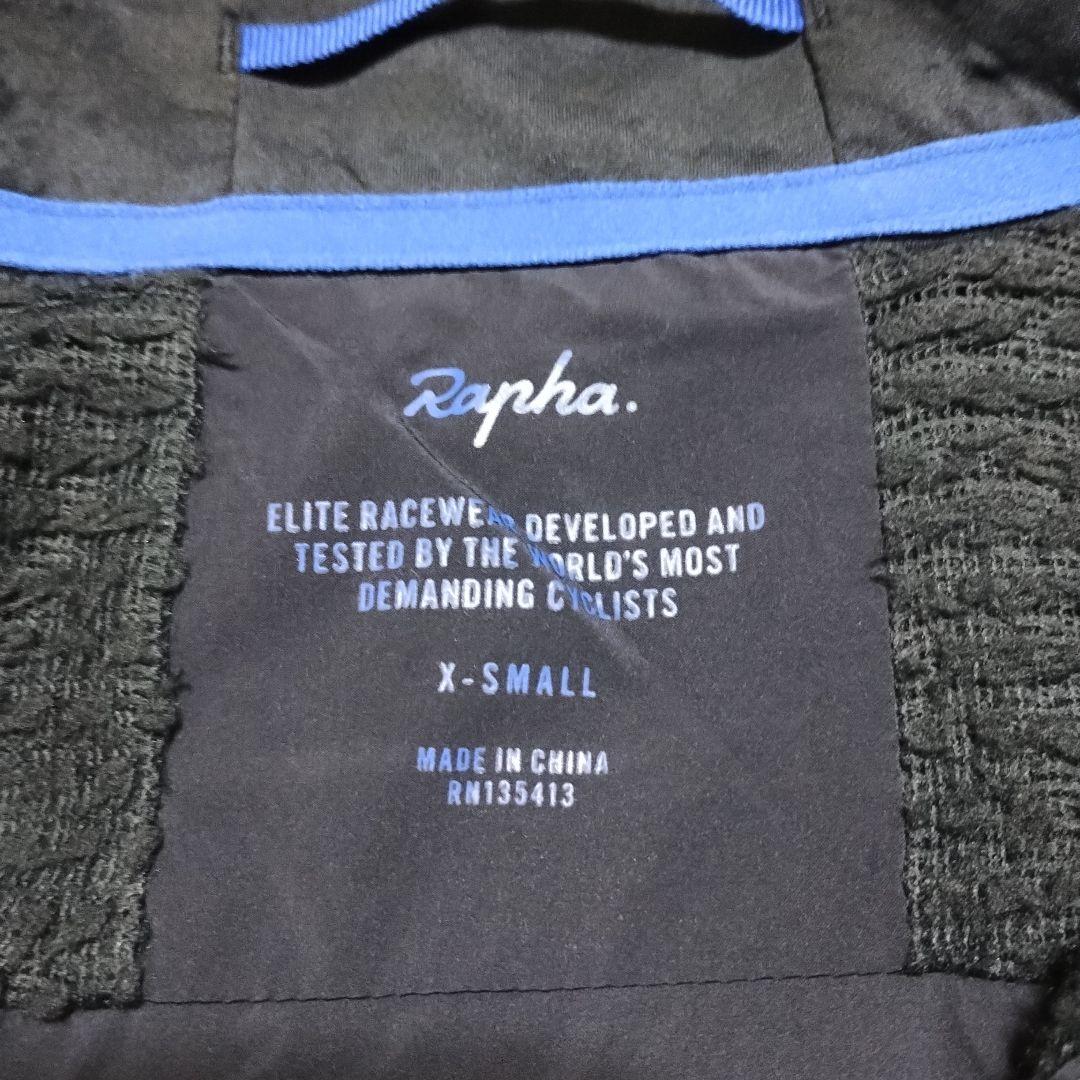 Rapha.
ELITE RACEWEAR DEVELOPED AND
TESTED BY THE WORLD'S MOST
DEMANDING CYCLISTS
X-SMALL
MADE IN CHINA
RN135413